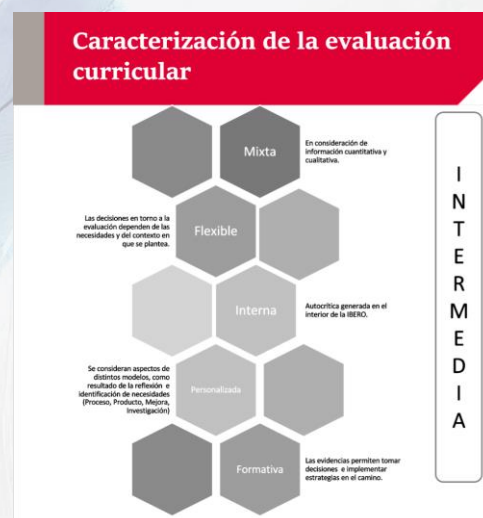 Caracterización de la evaluación
curricular
Mixta
En consideración de
información cuantitativa y
cualitativa.
Las decisiones en torno a la
evaluación dependen de las
necesidades y del contexto en
que se plantea.
Flexible
Interna
Autocrítica generada en el
interior de la IBERO.
Se consideran aspectos de
distintos modelos, como
resultado de la reflexión e
identificación de necesidades
(Proceso, Producto, Mejora,
Investigación)
Personalizada
Formativa
Las evidencias permiten tomar
decisiones e implementar
estrategias en el camino.
I
N
T
E
R
M
E
D
I
A